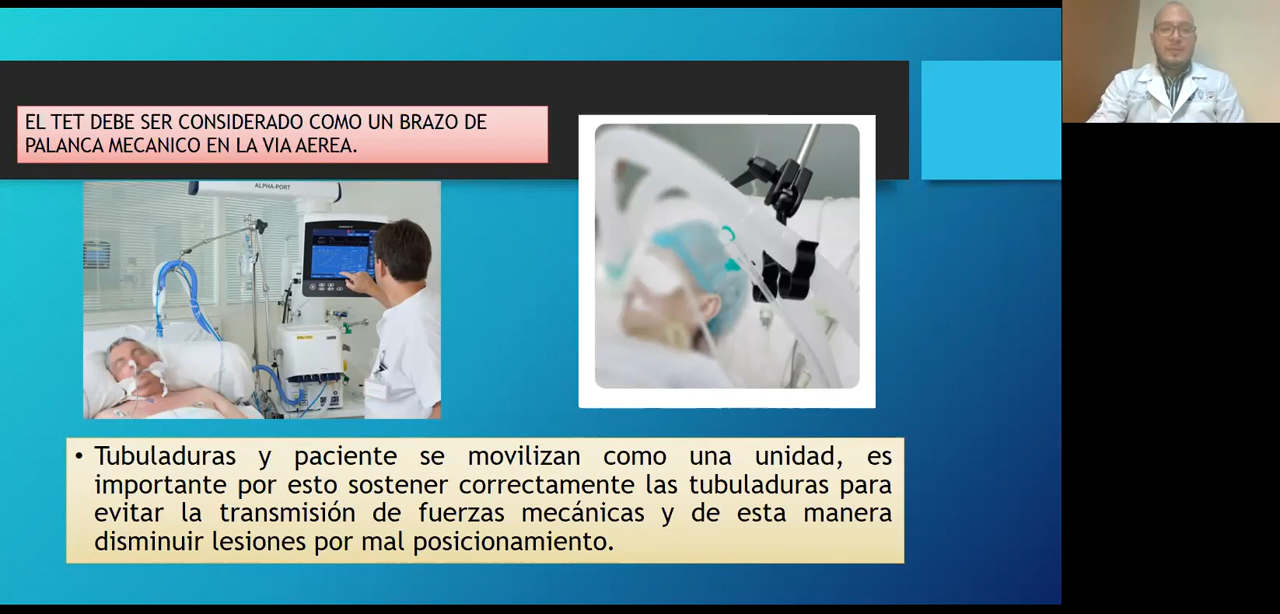 EL TET DEBE SER CONSIDERADO COMO UN BRAZO DE
PALANCA MECANICO EN LA VIA AEREA.
ALPHA-PORT
• Tubuladuras y paciente se movilizan como una unidad, es
importante por esto sostener correctamente las tubuladuras para
evitar la transmisión de fuerzas mecánicas y de esta manera
disminuir lesiones por mal posicionamiento.